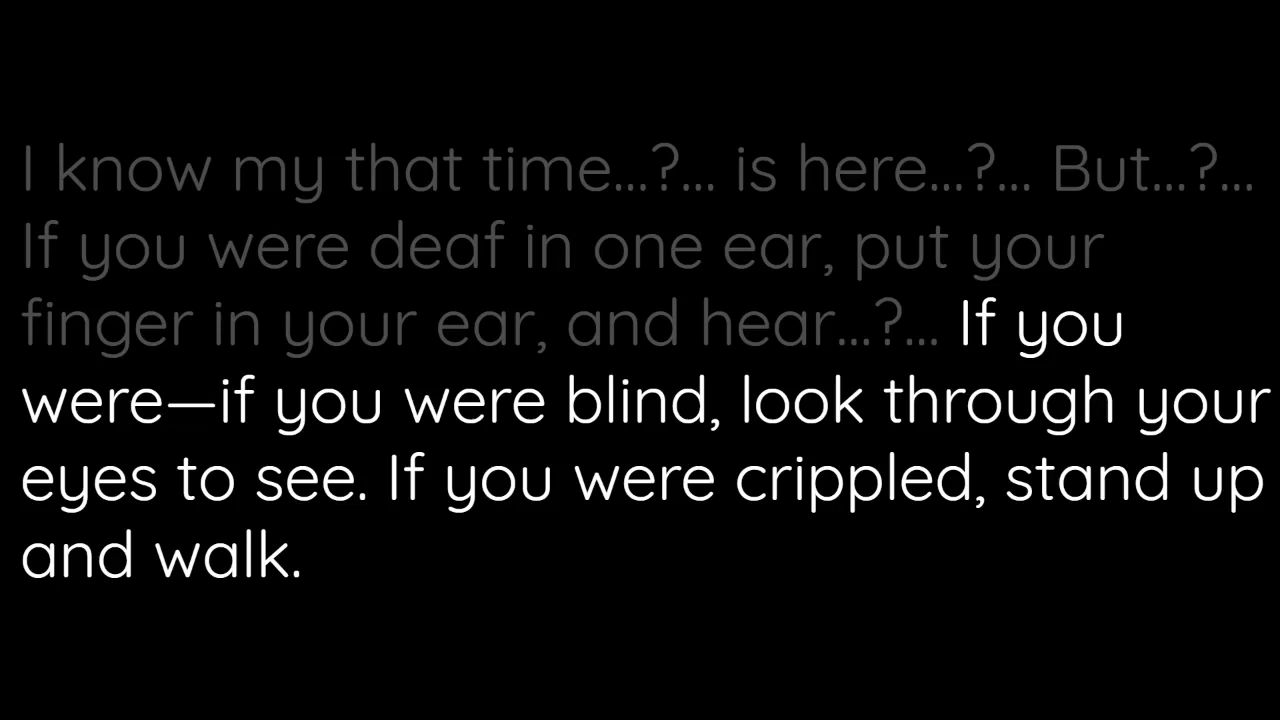 I know my that time...?... is here...?... But...?...
If you were deaf in one ear, put your
finger in your ear, and hear...?... If you
were—if you were blind, look through your
eyes to see. If you were crippled, stand up
and walk.